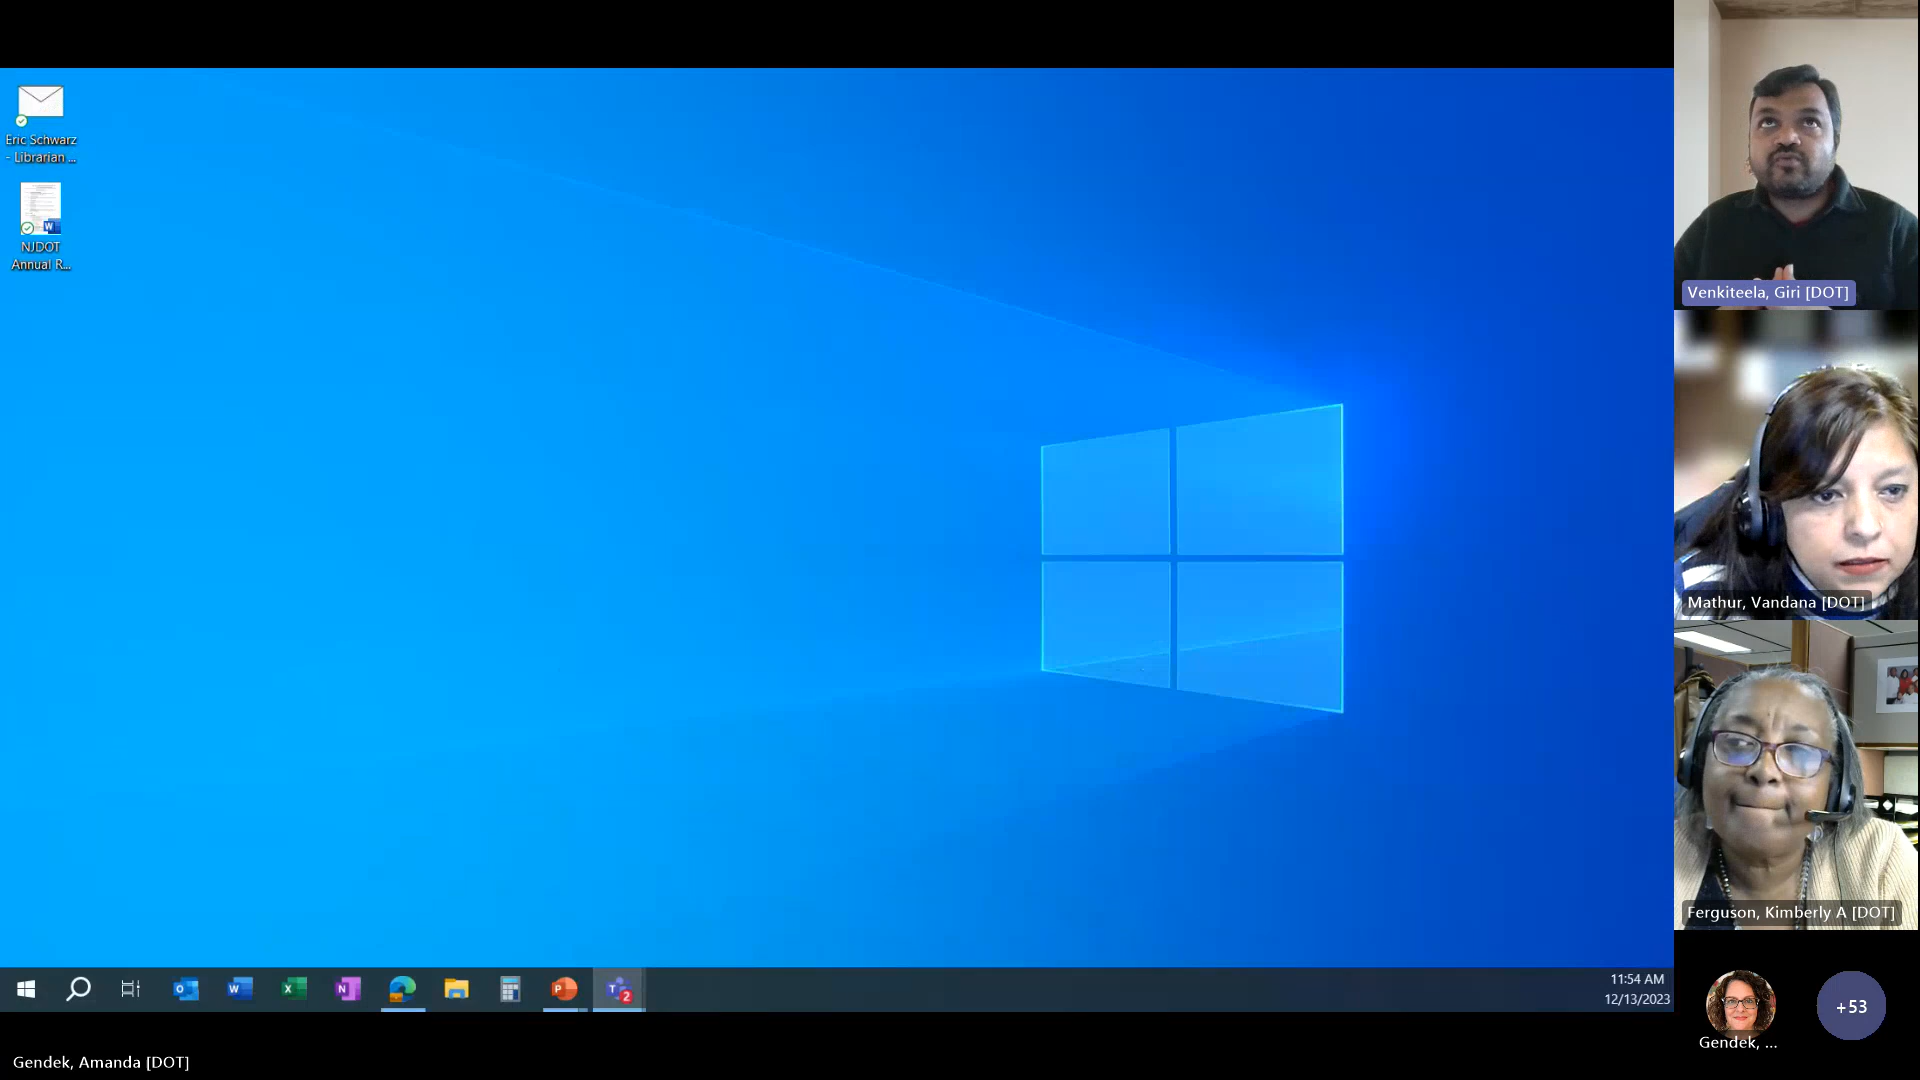 Eric Schwarz
- Librarian ...
NJDOT
Annual R...
Venkiteela, Giri [DOT]
Mathur, Vandana [DOT]
Ferguson, Kimberly A [DOT]
11:54 AM
12/13/2023
2
Gendek, ...
+53
Gendek, Amanda [DOT]